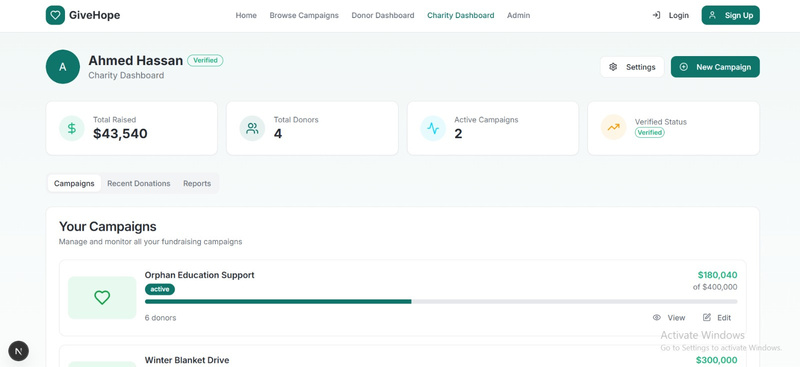 GiveHope Home Browse Campaigns Donor Dashboard Charity Dashboard Admin Login Sign Up
A Ahmed Hassan Verified
Charity Dashboard
Settings New Campaign
Total Raised
$43,540
Total Donors
4
Active Campaigns
2
Verified Status
Verified
Campaigns Recent Donations Reports
Your Campaigns
Manage and monitor all your fundraising campaigns
Orphan Education Support $180,040
active of $400,000
6 donors View Edit
Activate Windows
Go to Settings to activate Windows.
N
Winter Blanket Drive $300,000